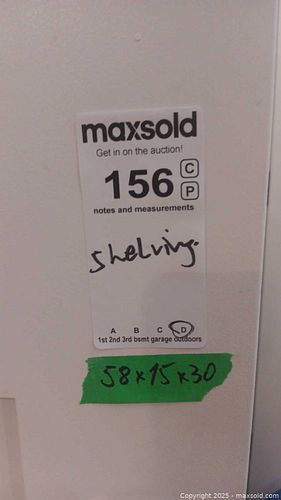 maxsold
Get in on the auction!
156 C
P
notes and measurements
shelving.
A B C D
1st 2nd 3rd bsmt garage outdoors
58x15x30
Copyright 2025 - maxsold.com